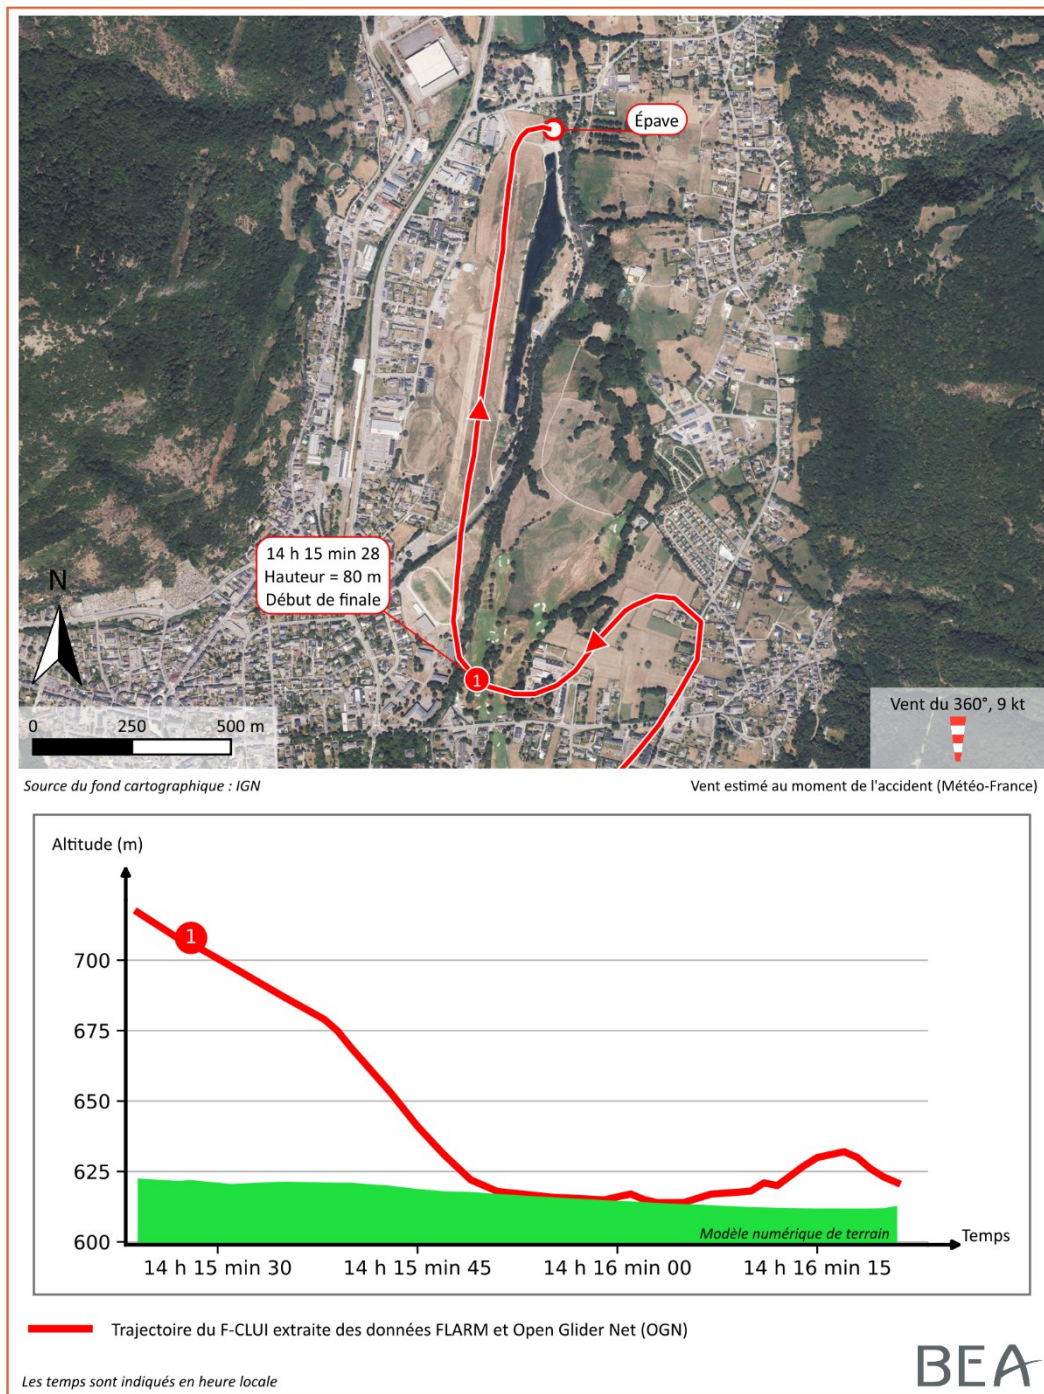 Épave
14 h 15 min 28
Hauteur = 80 m
Début de finale
1
N
0 250 500 m
Vent du 360°, 9 kt
Source du fond cartographique : IGN
Vent estimé au moment de l'accident (Météo-France)
Altitude (m)
1
700
675
650
625
600
Modèle numérique de terrain
Temps
14 h 15 min 30
14 h 15 min 45
14 h 16 min 00
14 h 16 min 15
Trajectoire du F-CLUI extraite des données FLARM et Open Glider Net (OGN)
Les temps sont indiqués en heure locale
BEA